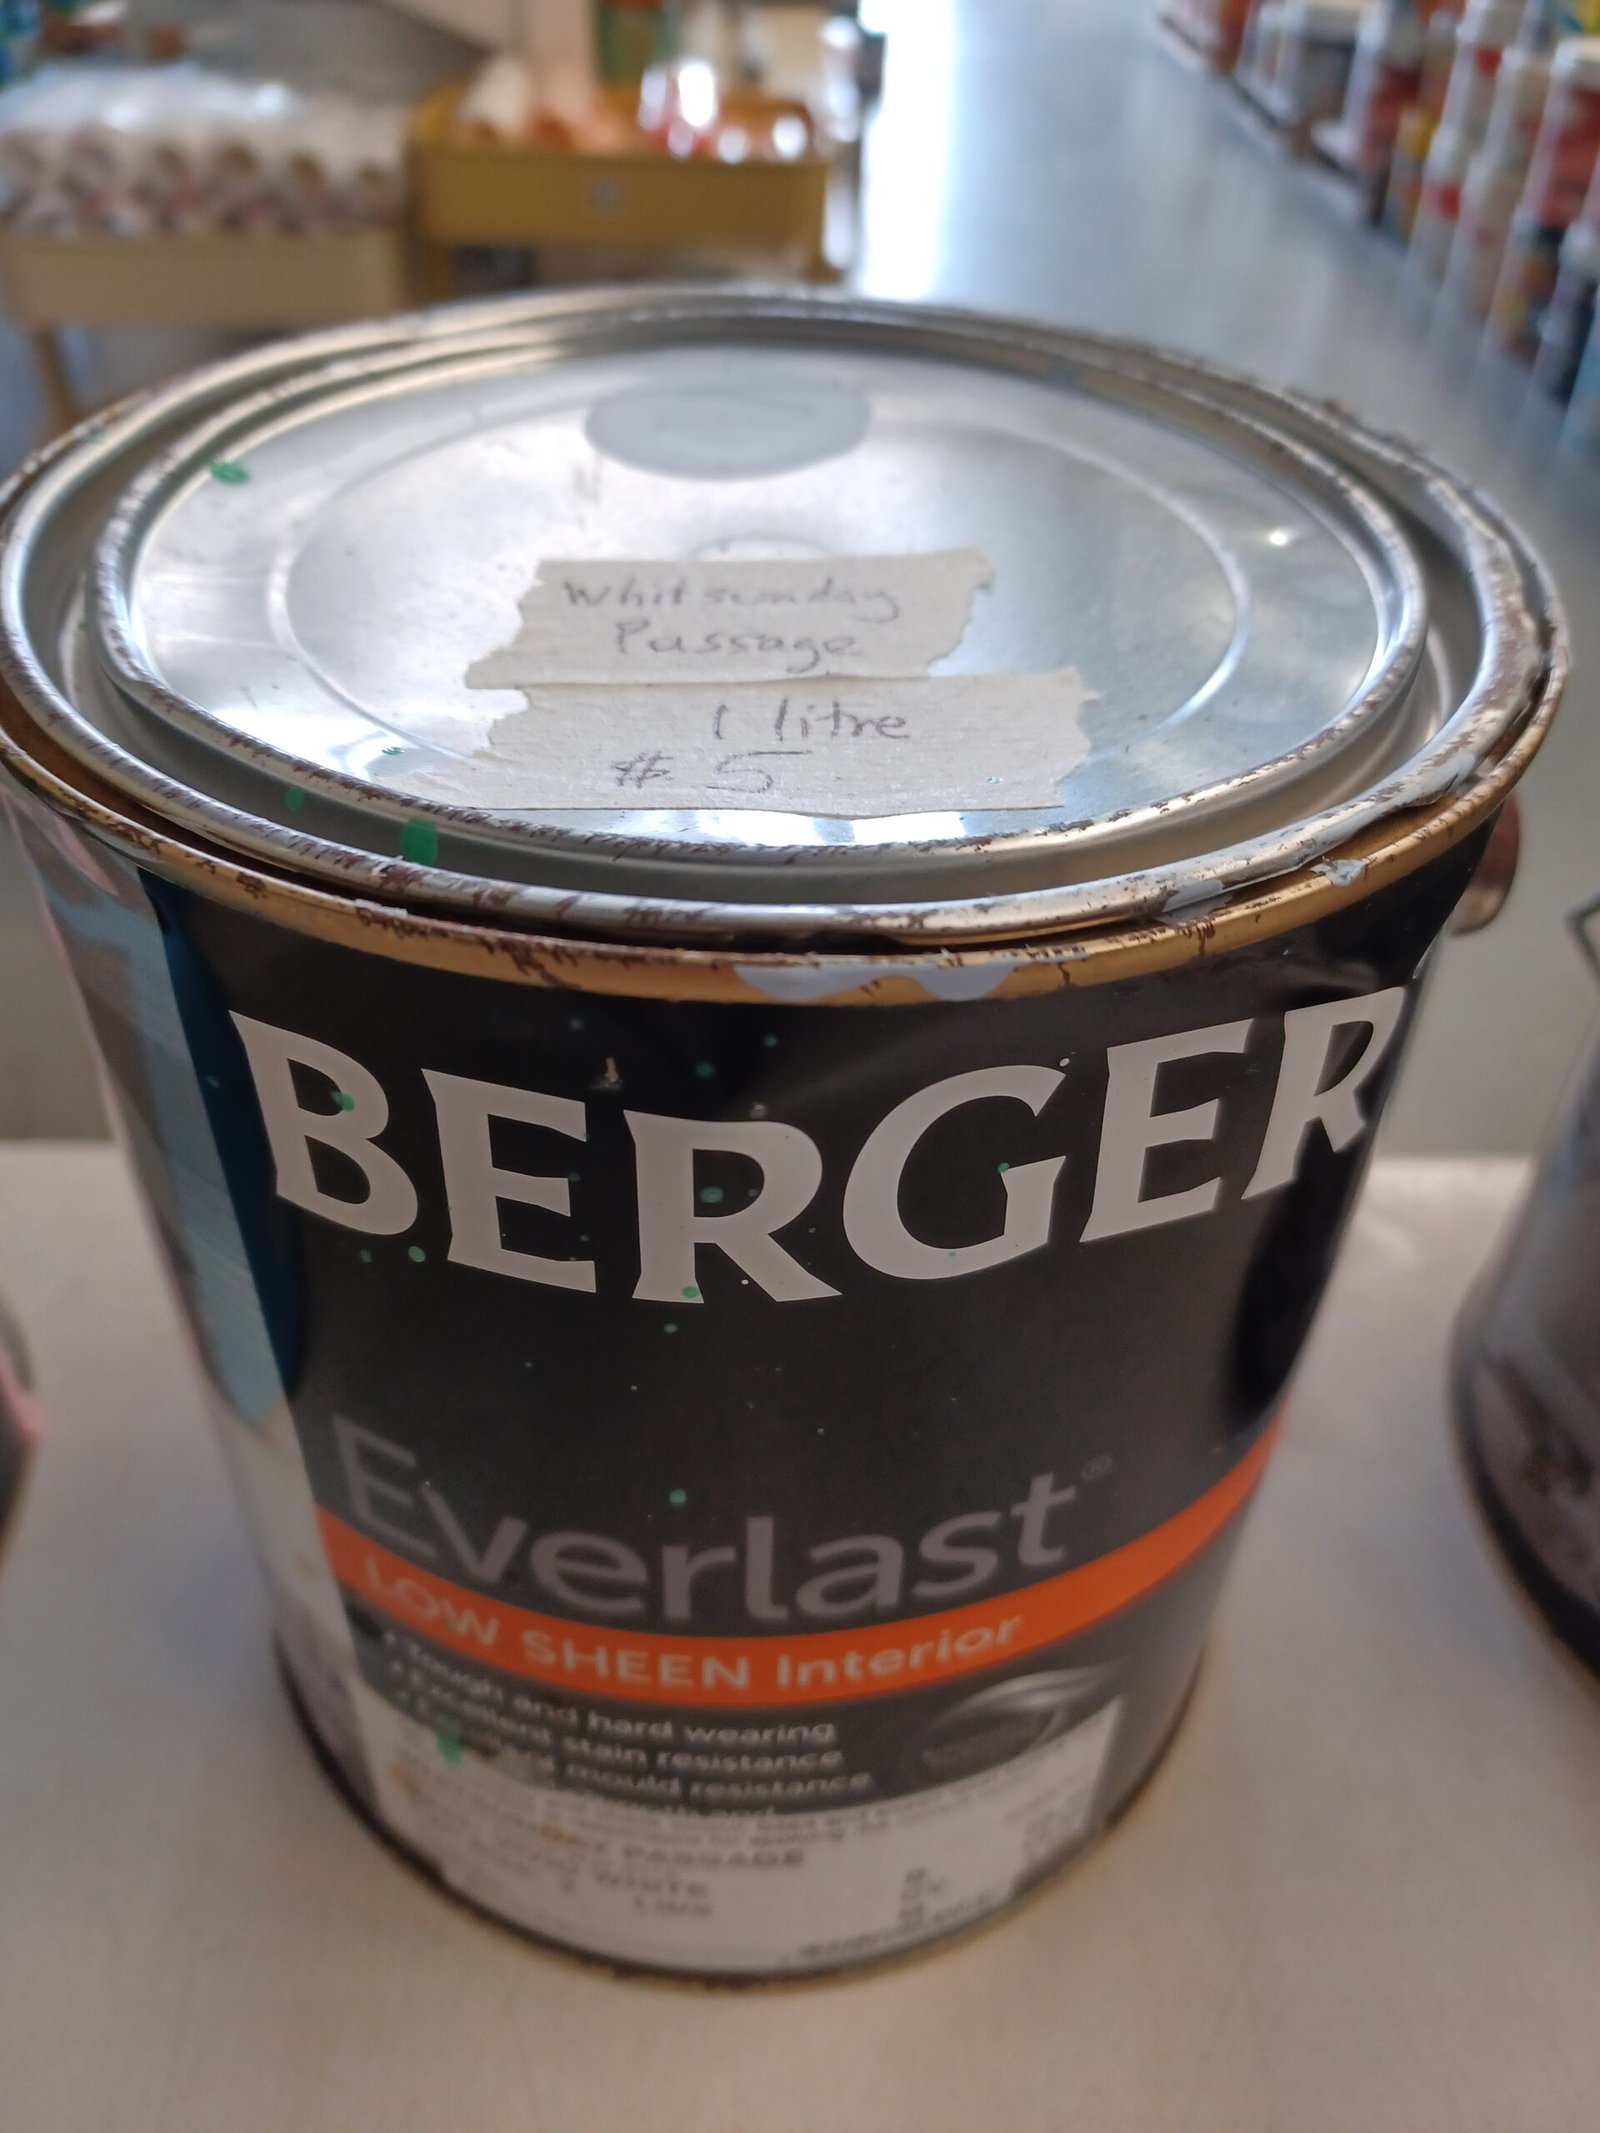 Whitsunday
Passage
1 litre
$5
BERGER
Everlast®
LOW SHEEN Interior
• Tough and hard wearing
• Excellent stain resistance
mould resistance
PASSAGE
WHITE